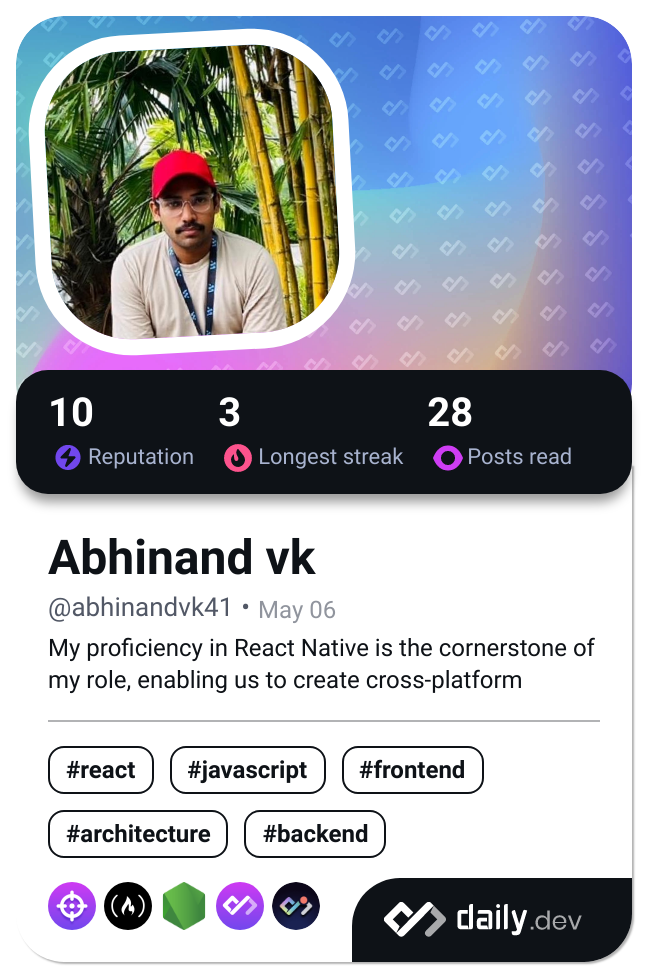 10 3 28
Reputation Longest streak Posts read
Abhinand vk
@abhinandvk41 • May 06
My proficiency in React Native is the cornerstone of
my role, enabling us to create cross-platform
#react #javascript #frontend
#architecture #backend
daily.dev